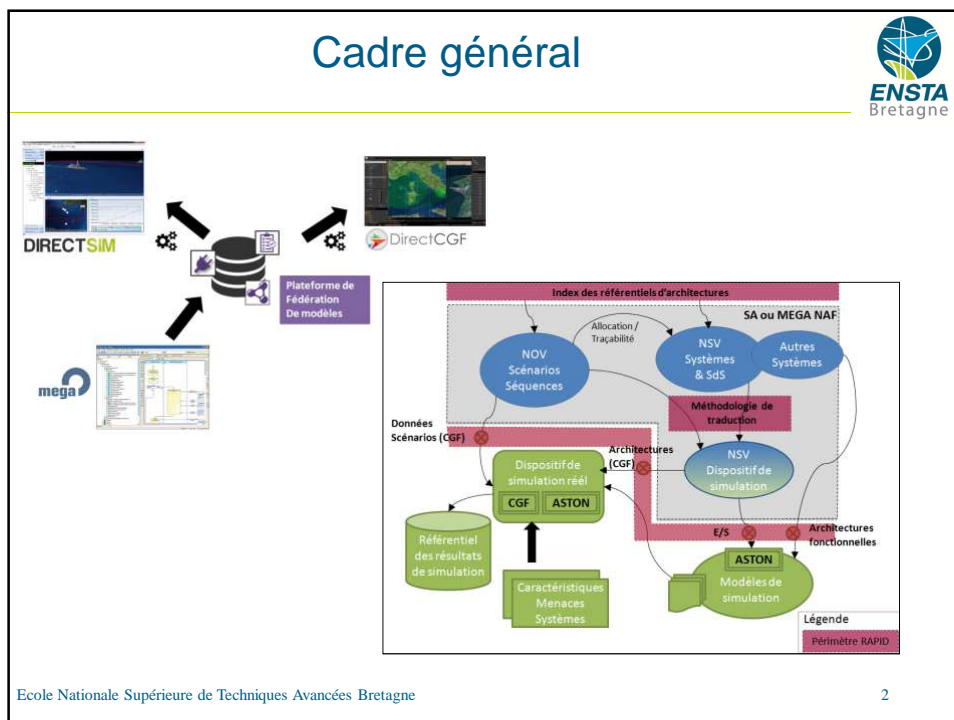 Cadre général
ENSTA
Bretagne
DIRECTSIM
DirectCGF
Plateforme de
Fédération
De modèles
mega
Index des référentiels d'architectures
SA ou MEGA NAF
Allocation /
Traçabilité
NOV
Scénarios
Séquences
NSV
Systèmes
& SdS
Autres
Systèmes
Méthodologie de
traduction
Données
Scénarios (CGF)
Architectures
(CGF)
NSV
Dispositif de
simulation
Dispositif de
simulation réél
CGF
ASTON
E/S
Architectures
fonctionnelles
Référentiel
des résultats
de simulation
ASTON
Modèles de
simulation
Caractéristiques
Menaces
Systèmes
Légende
Périmètre RAPID
Ecole Nationale Supérieure de Techniques Avancées Bretagne
2